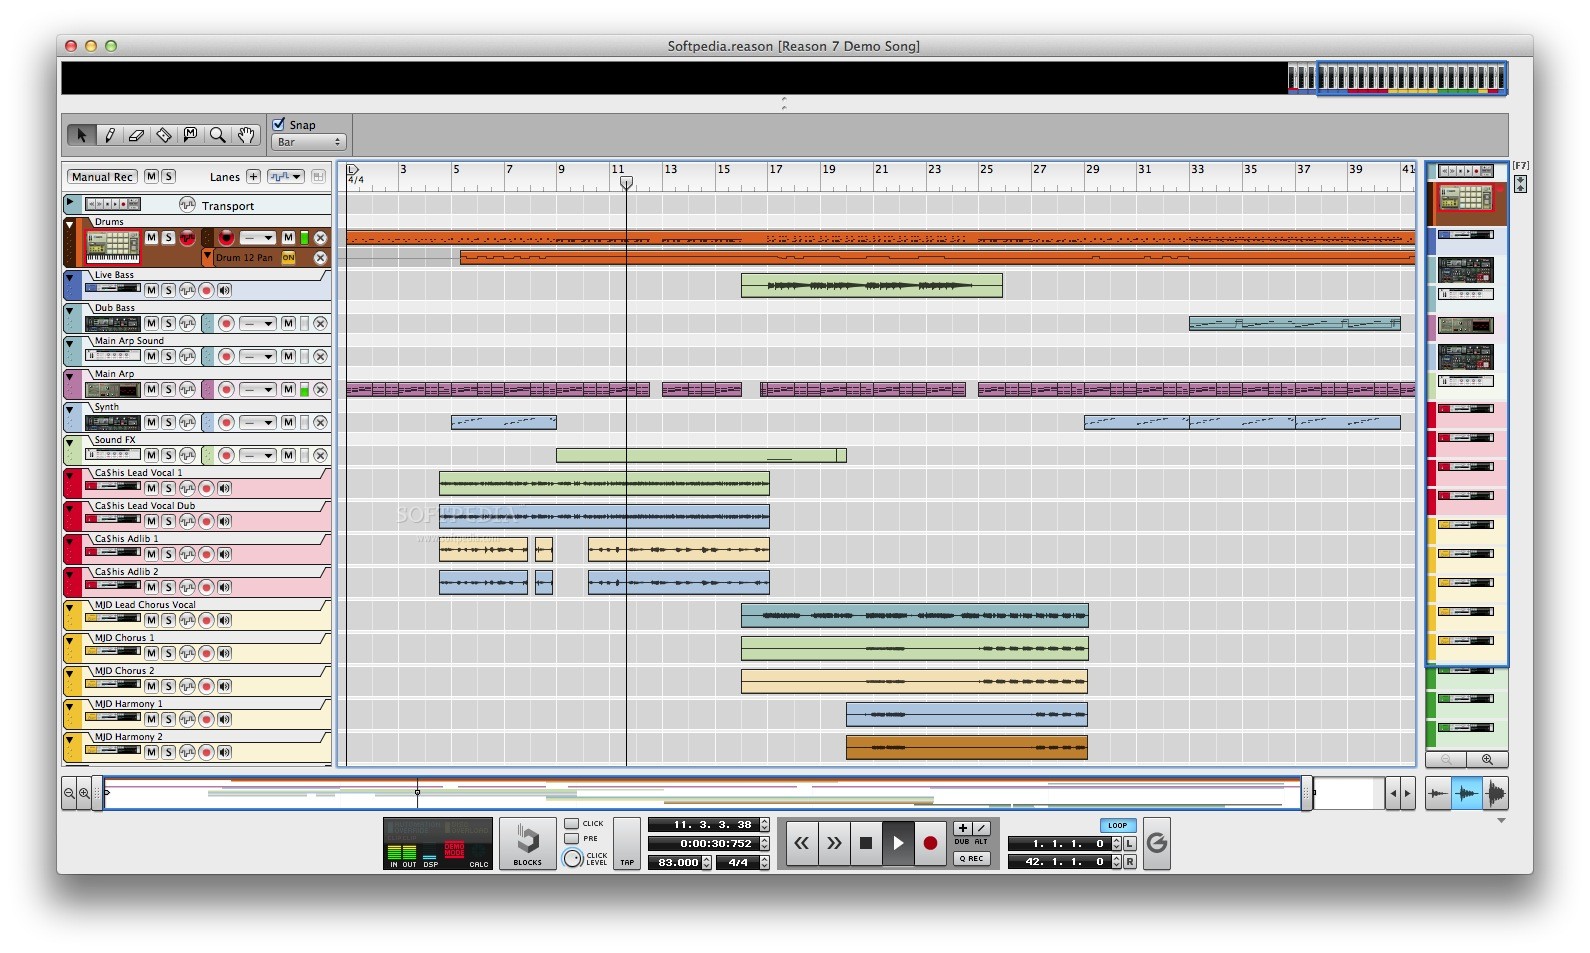 Softpedia.reason [Reason 7 Demo Song]
Snap
Bar
[F7]
Manual Rec M S Lanes +
L 3 5 7 9 11 13 15 17 19 21 23 25 27 29 31 33 35 37 39 41
4/4
Transport
Drums
M S M
Drum 12 Pan ON
Live Bass
M S
Dub Bass
M S M
Main Arp Sound
M S M
Main Arp
M S M
Synth
M S M
Sound FX
M S M
Ca$his Lead Vocal 1
M S
Ca$his Lead Vocal Dub
M S
SOFTPEDIA
www.softpedia.com
Ca$his Adlib 1
M S
Ca$his Adlib 2
M S
MJD Lead Chorus Vocal
M S
MJD Chorus 1
M S
MJD Chorus 2
M S
MJD Harmony 1
M S
MJD Harmony 2
M S
DEMO MODE
IN OUT DSP CALC
BLOCKS
CLICK
PRE
CLICK LEVEL
TAP
11. 3. 3. 38
0:00:30:752
83.000 4/4
DUB ALT
Q REC
LOOP
1. 1. 1. 0 L
42. 1. 1. 0 R